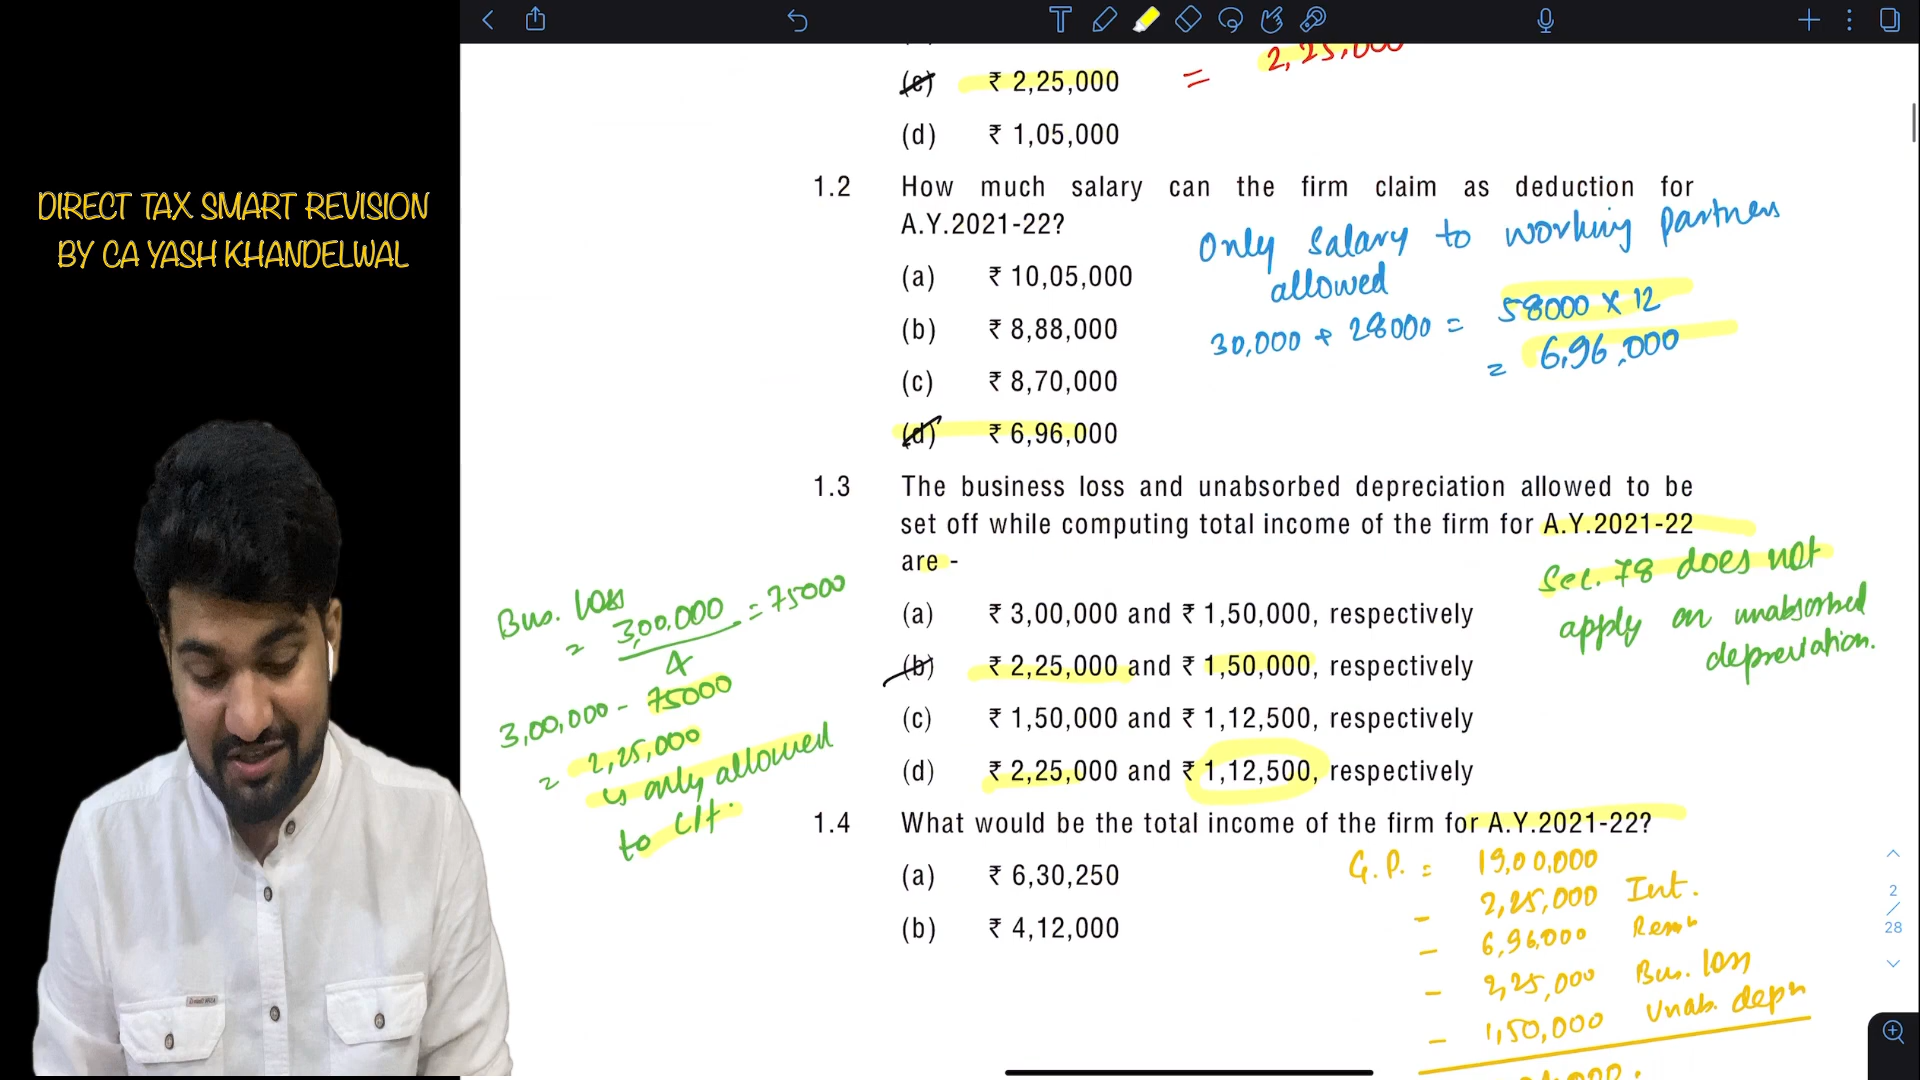 DIRECT TAX SMART REVISION
BY CA YASH KHANDELWAL
(c) ₹ 2,25,000
= 2,25,000
(d) ₹ 1,05,000
1.2 How much salary can the firm claim as deduction for
A.Y.2021-22?
Only salary to working partners
allowed
30,000 + 28000 = 58000 x 12
= 6,96,000
(a) ₹ 10,05,000
(b) ₹ 8,88,000
(c) ₹ 8,70,000
(d) ₹ 6,96,000
1.3 The business loss and unabsorbed depreciation allowed to be
set off while computing total income of the firm for A.Y.2021-22
are -
Sec. 78 does not
apply on unabsorbed
depreciation.
(a) ₹ 3,00,000 and ₹ 1,50,000, respectively
(b) ₹ 2,25,000 and ₹ 1,50,000, respectively
(c) ₹ 1,50,000 and ₹ 1,12,500, respectively
(d) ₹ 2,25,000 and ₹ 1,12,500, respectively
Bus. loss
= 3,00,000 = 75000
4
3,00,000 - 75000
= 2,25,000
is only allowed
to c/f.
1.4 What would be the total income of the firm for A.Y.2021-22?
(a) ₹ 6,30,250
(b) ₹ 4,12,000
G.P. = 19,00,000
- 2,25,000 Int.
- 6,96,000 Remn
- 2,25,000 Bus. loss
- 1,50,000 Unab. depn
2
/
28